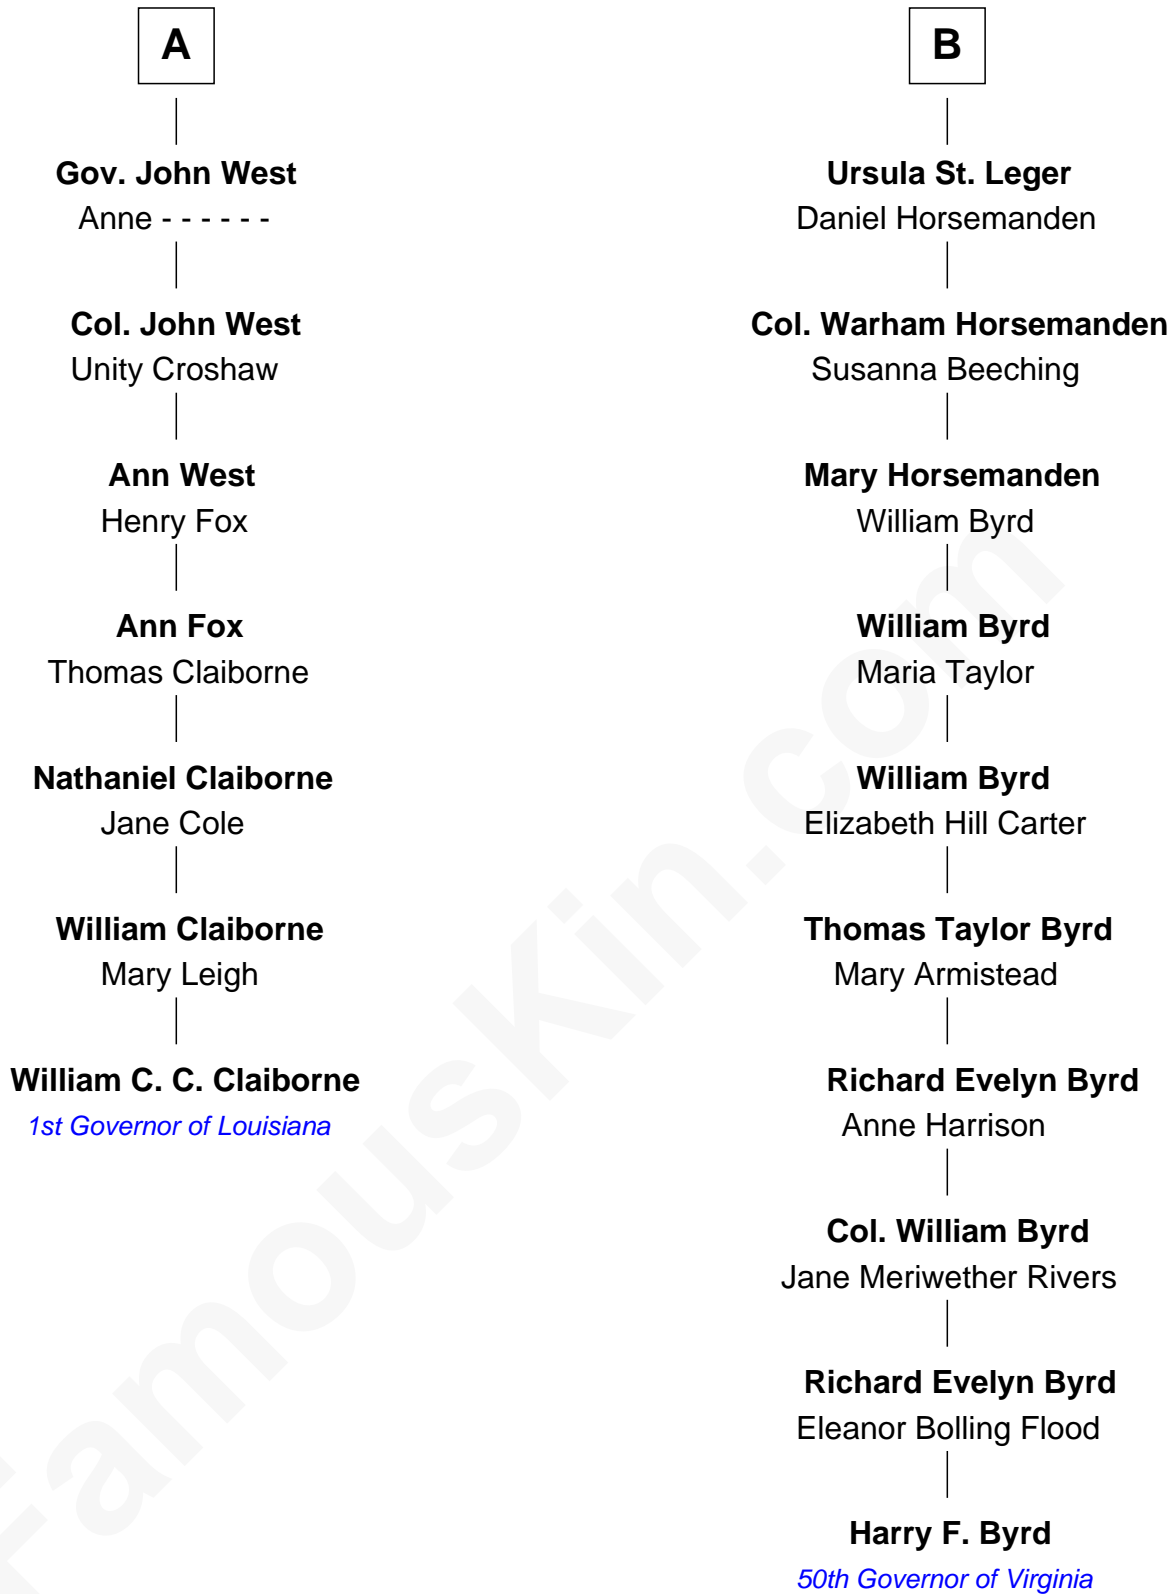 A
Gov. John West
Anne - - - - - -
Col. John West
Unity Croshaw
Ann West
Henry Fox
Ann Fox
Thomas Claiborne
Nathaniel Claiborne
Jane Cole
William Claiborne
Mary Leigh
William C. C. Claiborne
1st Governor of Louisiana
B
Ursula St. Leger
Daniel Horsemanden
Col. Warham Horsemanden
Susanna Beeching
Mary Horsemanden
William Byrd
William Byrd
Maria Taylor
William Byrd
Elizabeth Hill Carter
Thomas Taylor Byrd
Mary Armistead
Richard Evelyn Byrd
Anne Harrison
Col. William Byrd
Jane Meriwether Rivers
Richard Evelyn Byrd
Eleanor Bolling Flood
Harry F. Byrd
50th Governor of Virginia
FamousKin.com